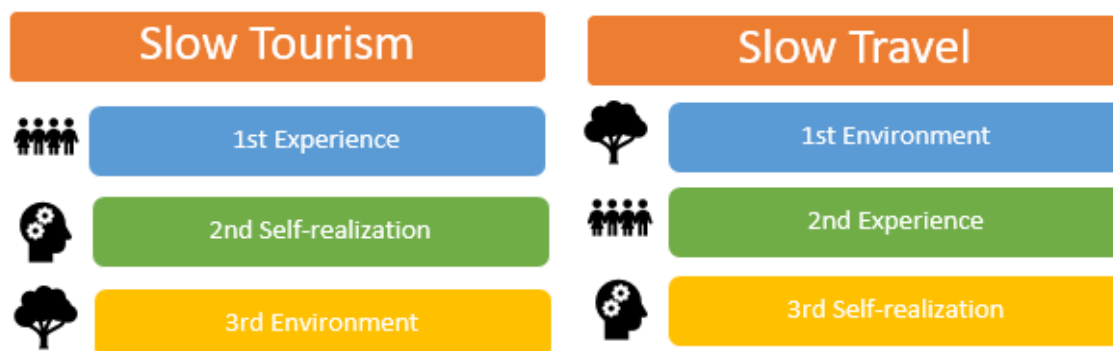 Slow Tourism
1st Experience
2nd Self-realization
3rd Environment
Slow Travel
1st Environment
2nd Experience
3rd Self-realization